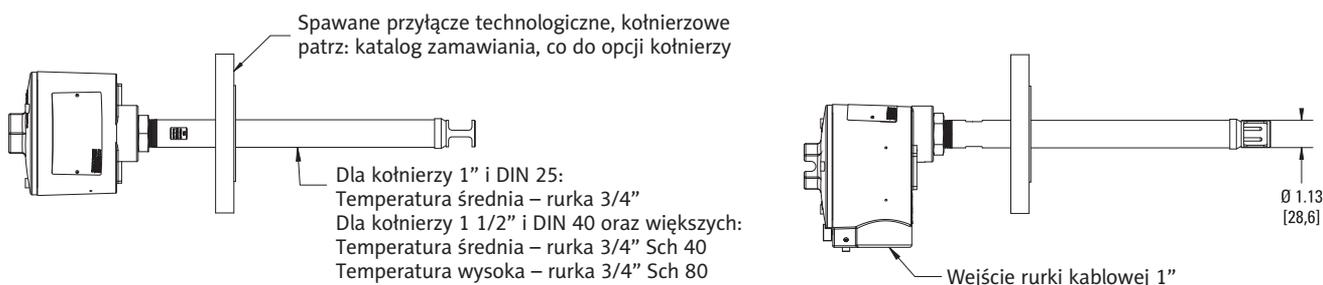 Spawane przyłącze technologiczne, kołnierzowe
patrz: katalog zamawiania, co do opcji kołnierzy
Dla kołnierzy 1” i DIN 25:
Temperatura średnia – rurka 3/4”
Dla kołnierzy 1 1/2” i DIN 40 oraz większych:
Temperatura średnia – rurka 3/4” Sch 40
Temperatura wysoka – rurka 3/4” Sch 80
Ø 1.13
[28,6]
Wejście rurki kablowej 1”